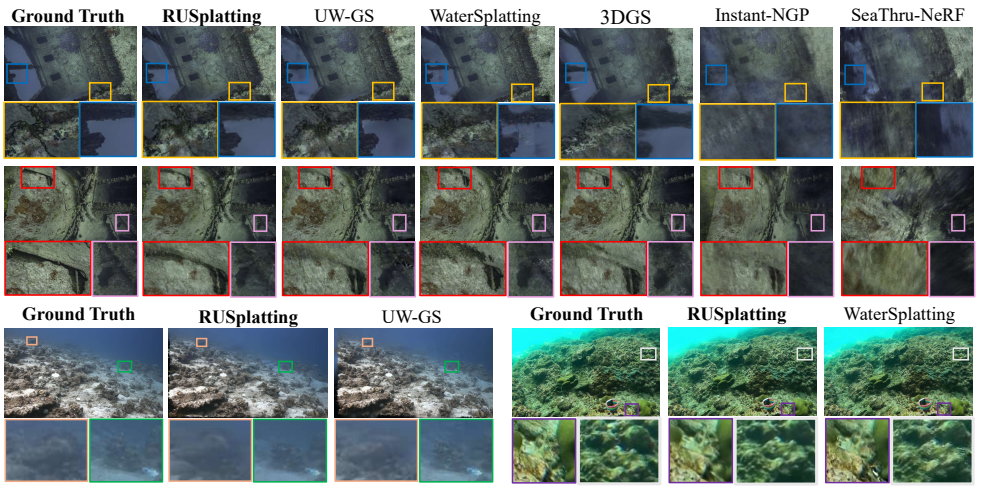 Ground Truth RUSplatting UW-GS WaterSplatting 3DGS Instant-NGP SeaThru-NeRF
Ground Truth RUSplatting UW-GS Ground Truth RUSplatting WaterSplatting